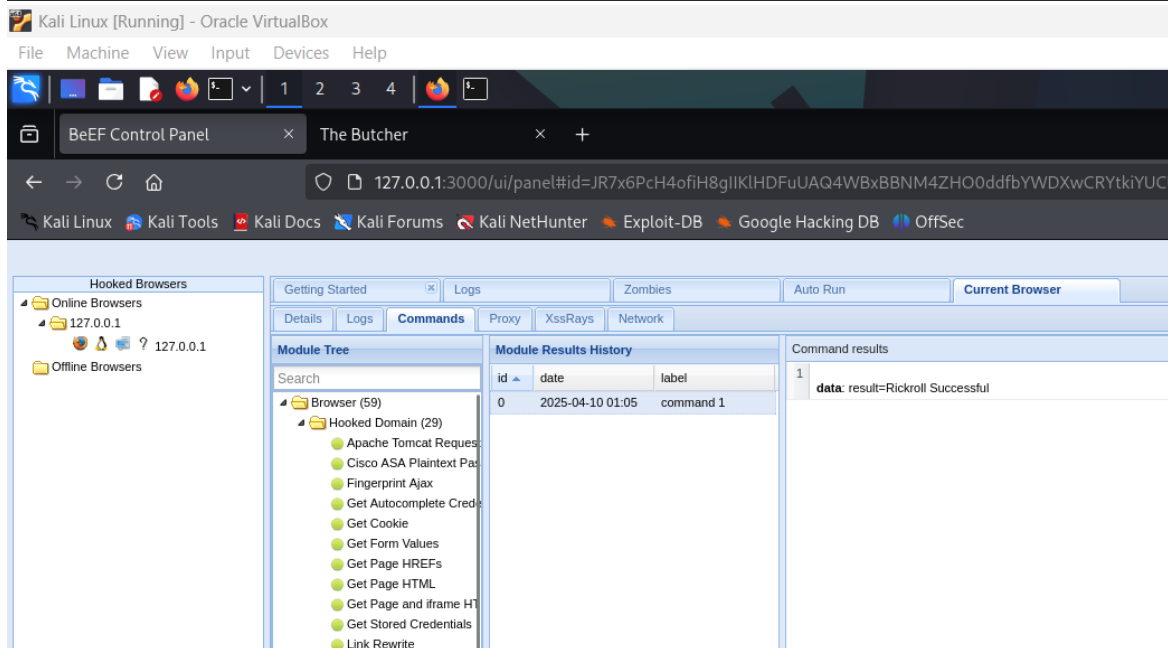 Kali Linux [Running] - Oracle VirtualBox
File Machine View Input Devices Help
1 2 3 4
BeEF Control Panel
The Butcher
127.0.0.1:3000/ui/panel#id=JR7x6PcH4ofiH8gIIKlHDFuUAQ4WBxBBNM4ZHO0ddfbYWDXwCRYtkiYUC
Kali Linux Kali Tools Kali Docs Kali Forums Kali NetHunter Exploit-DB Google Hacking DB OffSec
Hooked Browsers
Online Browsers
127.0.0.1
? 127.0.0.1
Offline Browsers
Getting Started Logs Zombies Auto Run Current Browser
Details Logs Commands Proxy XssRays Network
Module Tree
Search
Browser (59)
Hooked Domain (29)
Apache Tomcat Reques
Cisco ASA Plaintext Pas
Fingerprint Ajax
Get Autocomplete Crede
Get Cookie
Get Form Values
Get Page HREFs
Get Page HTML
Get Page and iframe HT
Get Stored Credentials
Link Rewrite
Module Results History
id date label
0 2025-04-10 01:05 command 1
Command results
1
data: result=Rickroll Successful